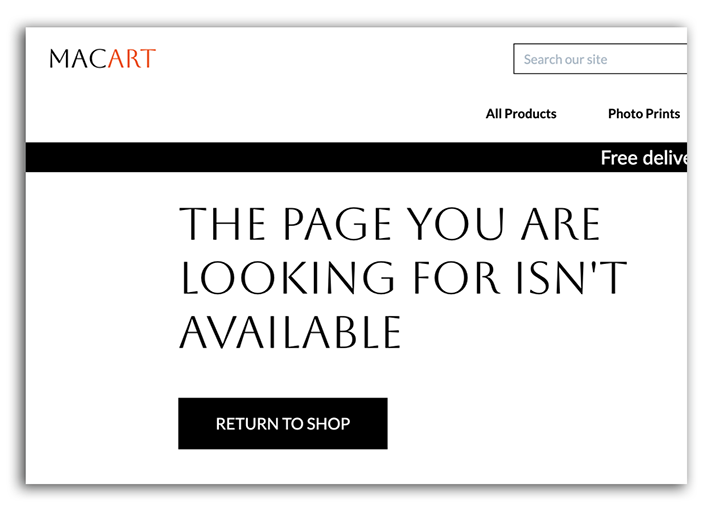 MACART
Search our site
All Products Photo Prints
Free delive
THE PAGE YOU ARE
LOOKING FOR ISN'T
AVAILABLE
RETURN TO SHOP